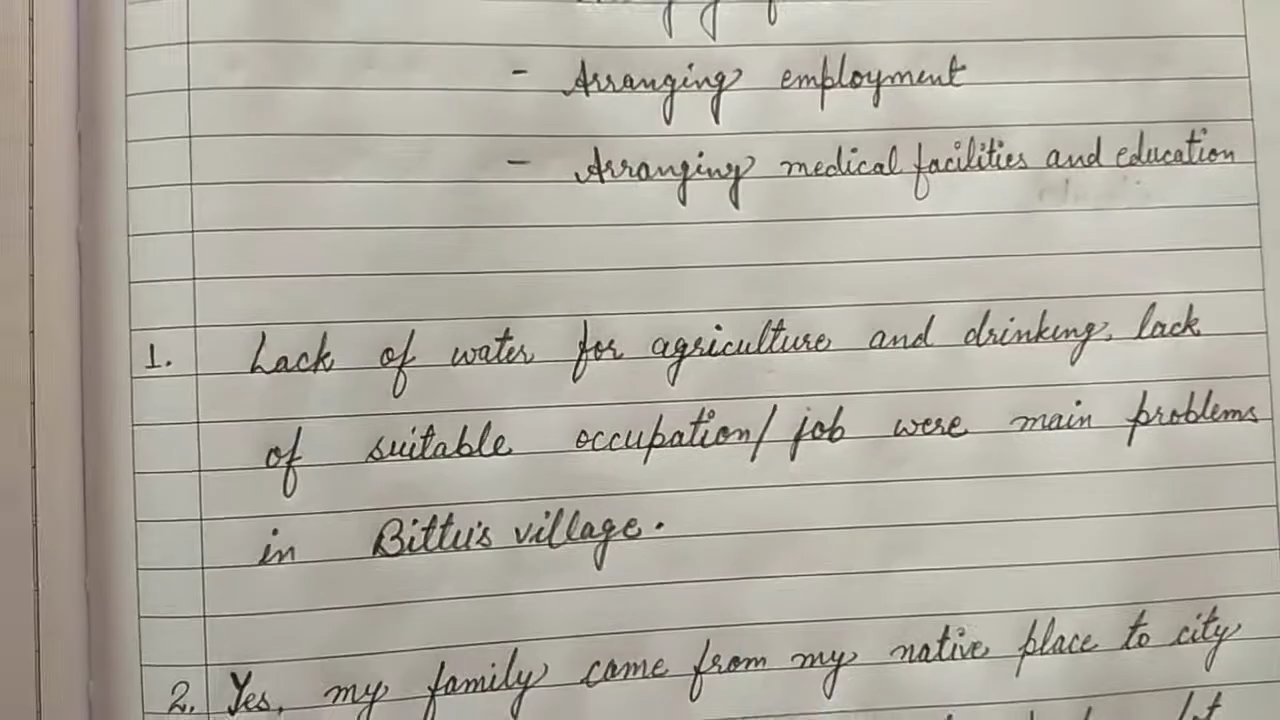 - Arranging employment
- Arranging medical facilities and education
1. Lack of water for agriculture and drinking, lack
of suitable occupation/ job were main problems
in Bittu's village.
2. Yes, my family came from my native place to city